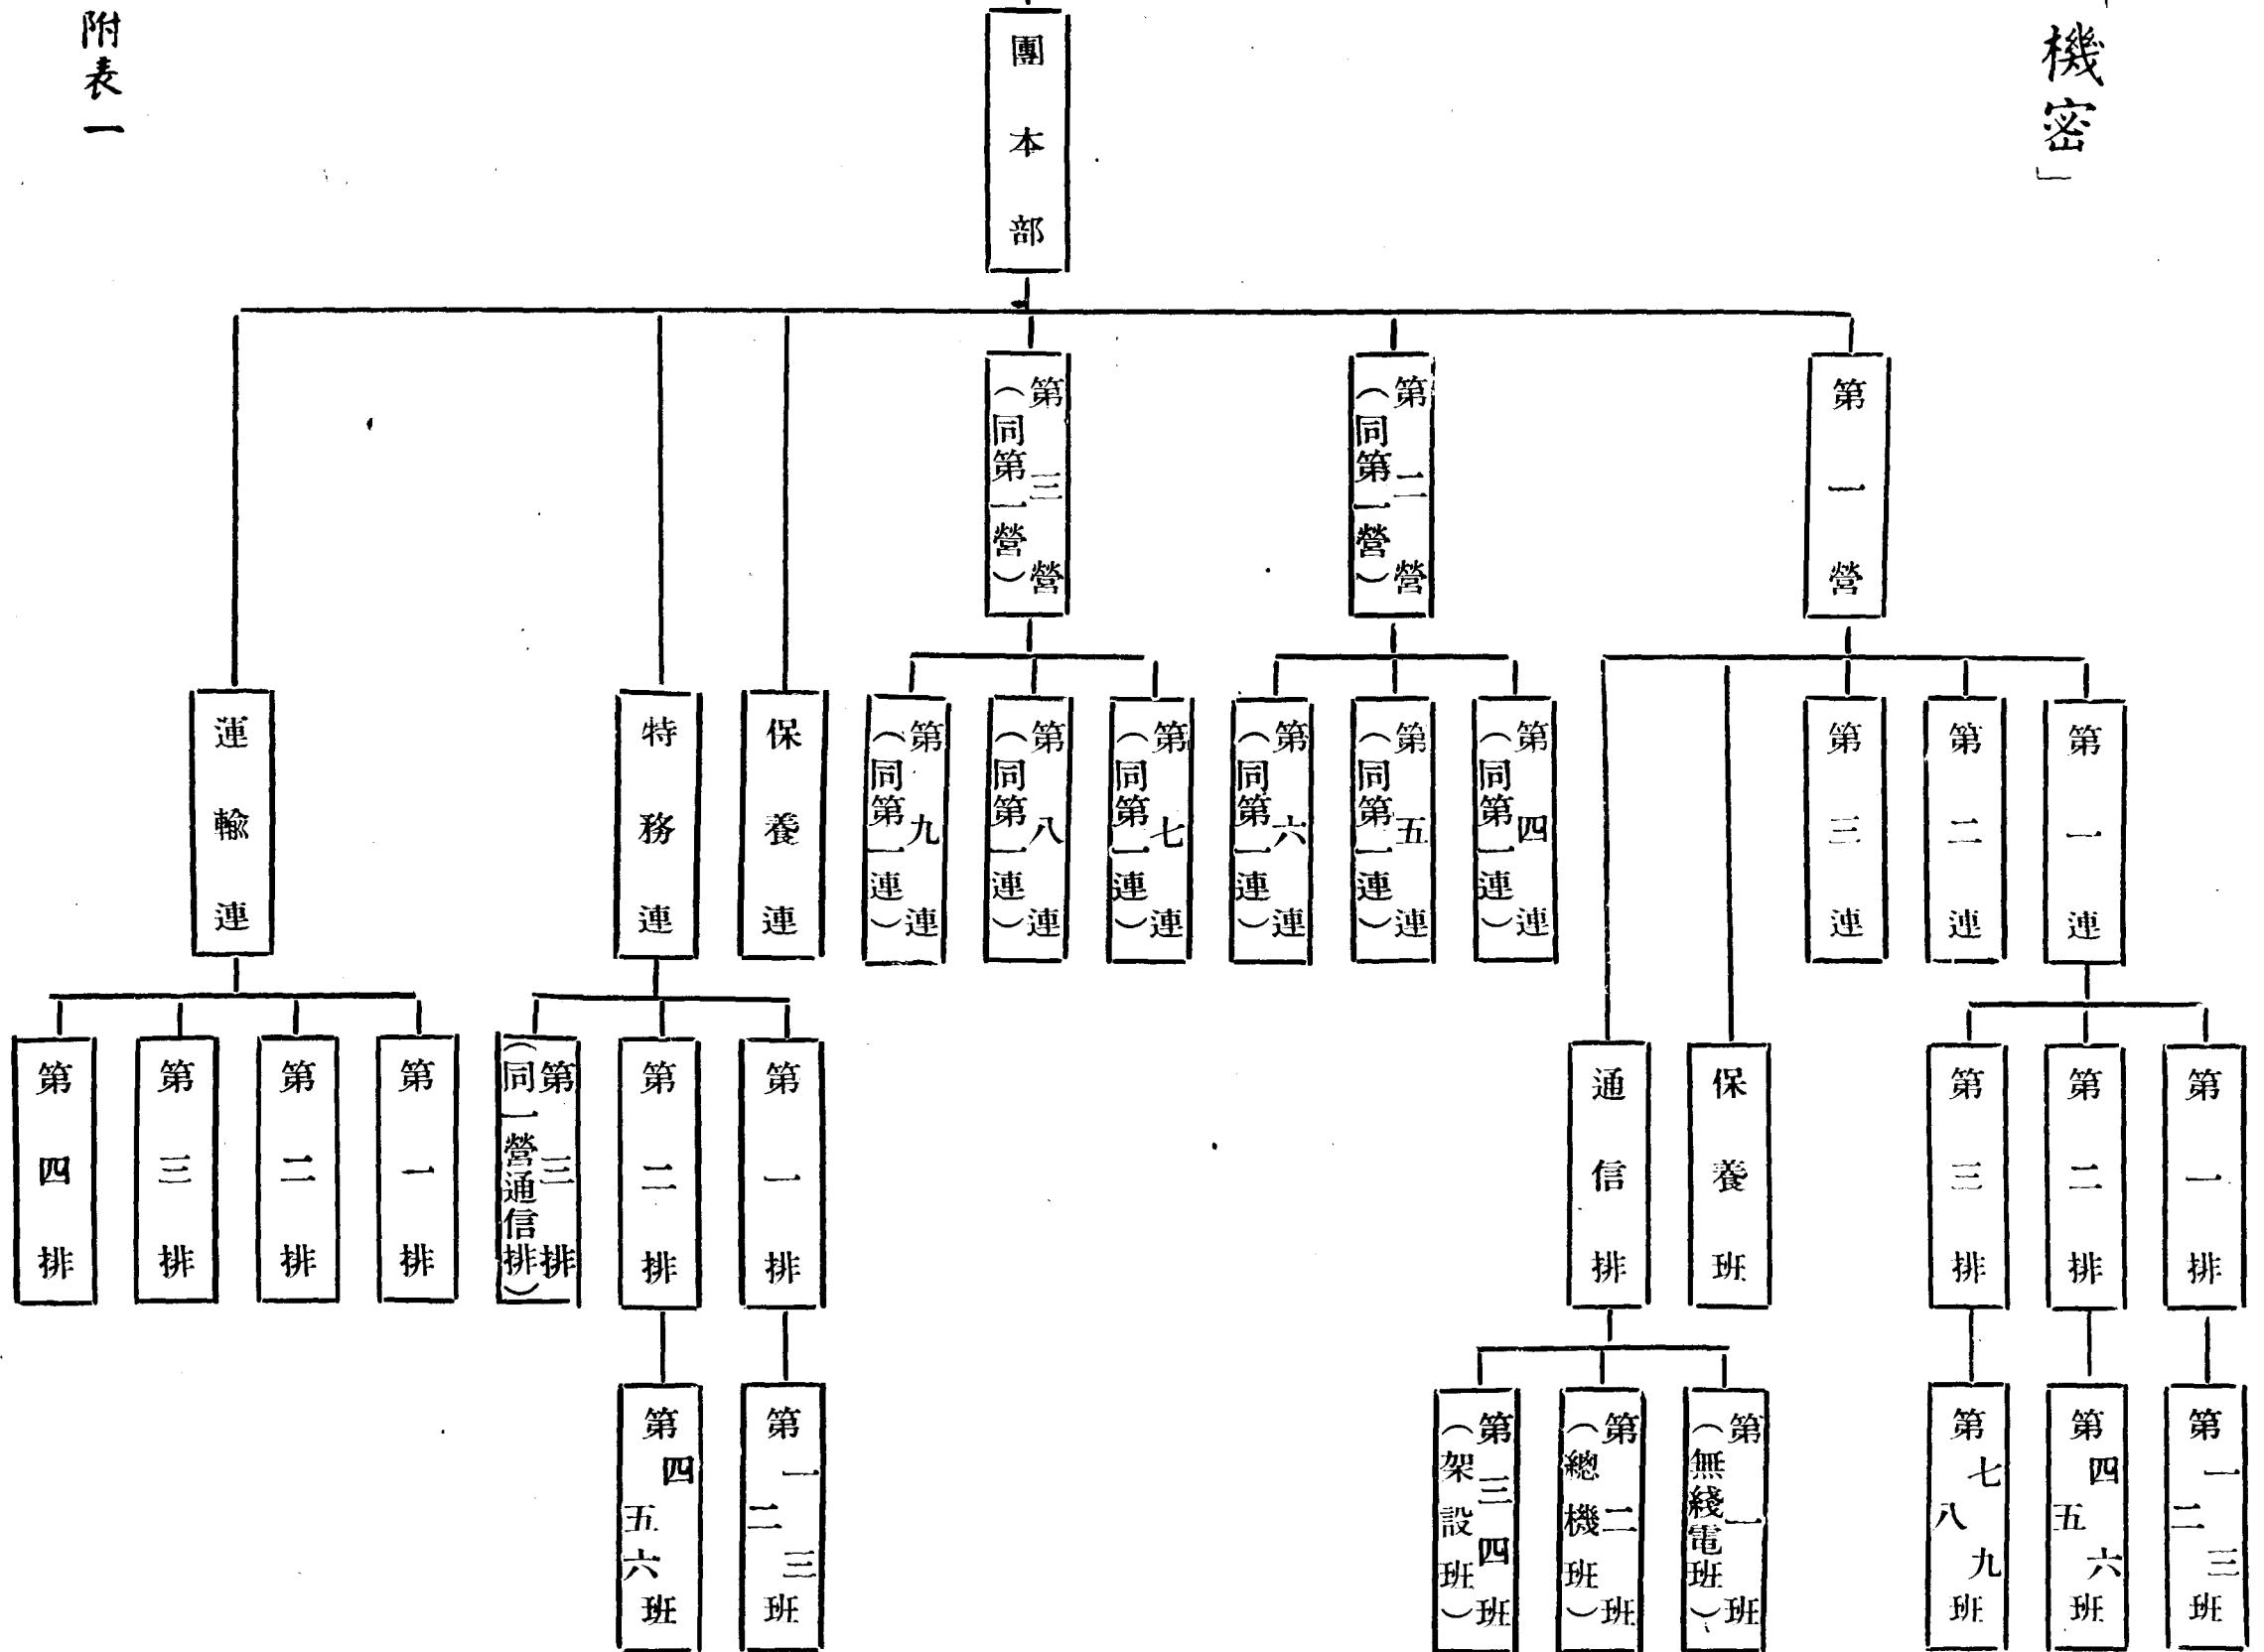 「機密」
團本部
第一營
第二營
（同第一營）
第三營
（同第一營）
保養連
特務連
運輸連
第一連
第二連
第三連
保養班
通信排
第四連
（同第一連）
第五連
（同第一連）
第六連
（同第一連）
第七連
（同第一連）
第八連
（同第一連）
第九連
（同第一連）
第一排
第二排
第三排
第一二三班
第四五六班
第七八九班
第一班
（無綫電班）
第二班
（總機班）
第三四班
（架設班）
第一排
第二排
第三排
（同一營通信排）
第一二三班
第四五六班
第一排
第二排
第三排
第四排
附表一